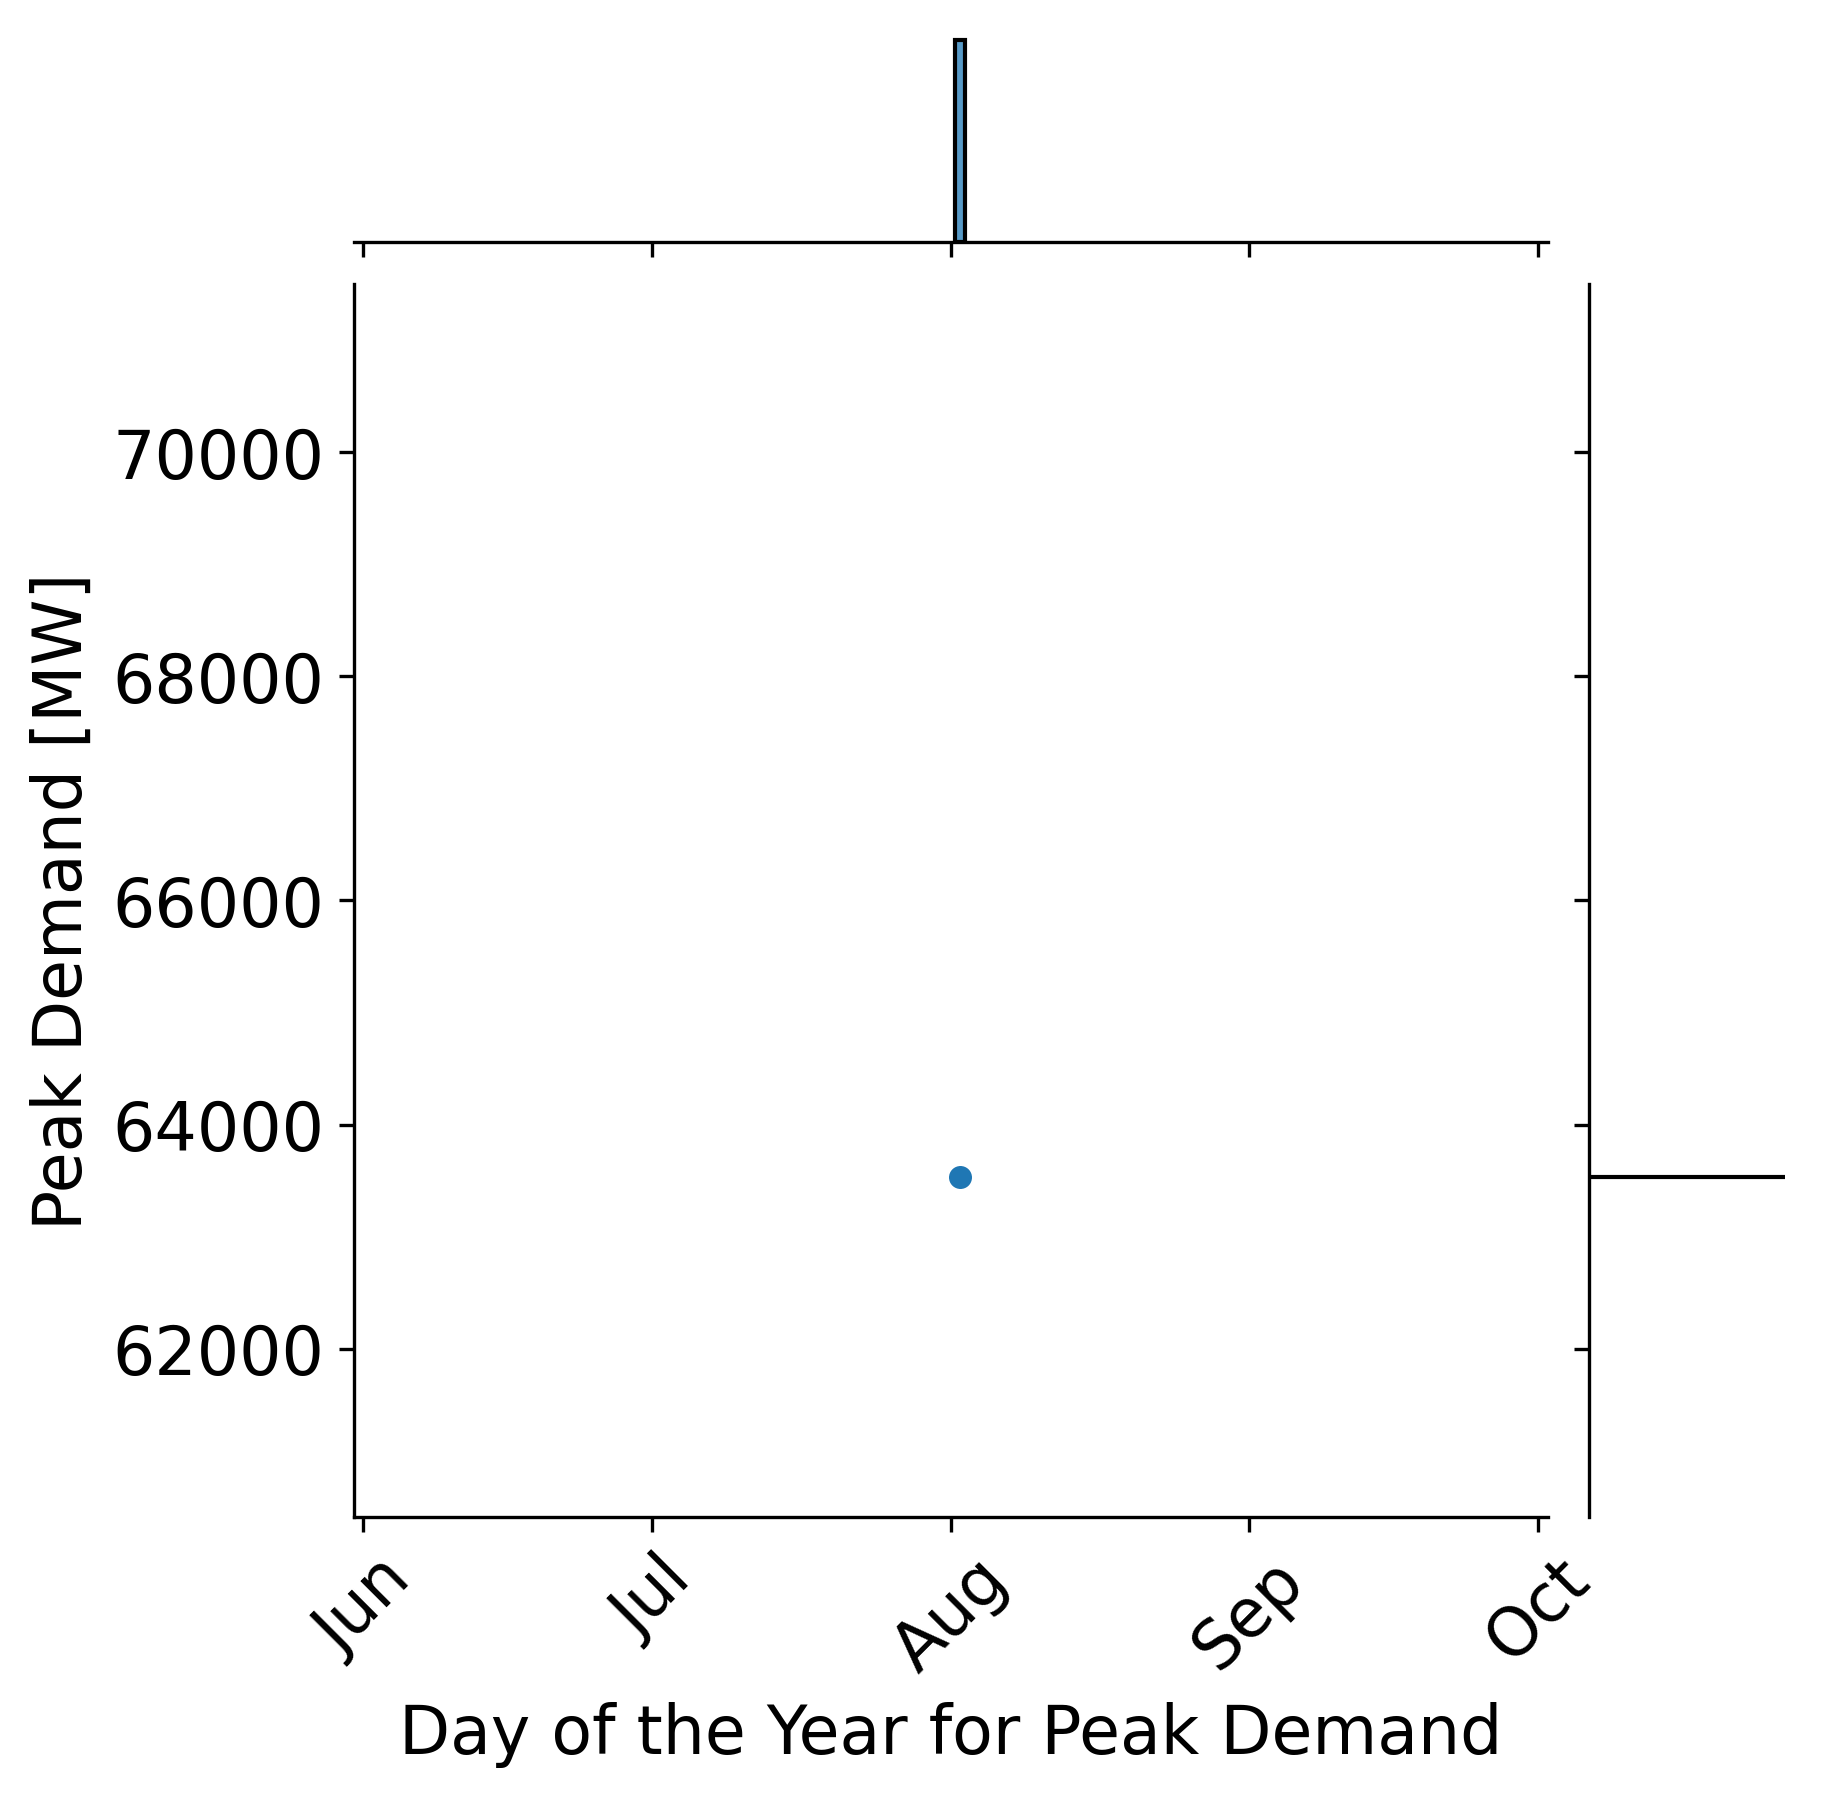 70000
68000
66000
64000
62000
Peak Demand [MW]
Jun
Jul
Aug
Sep
Oct
Day of the Year for Peak Demand